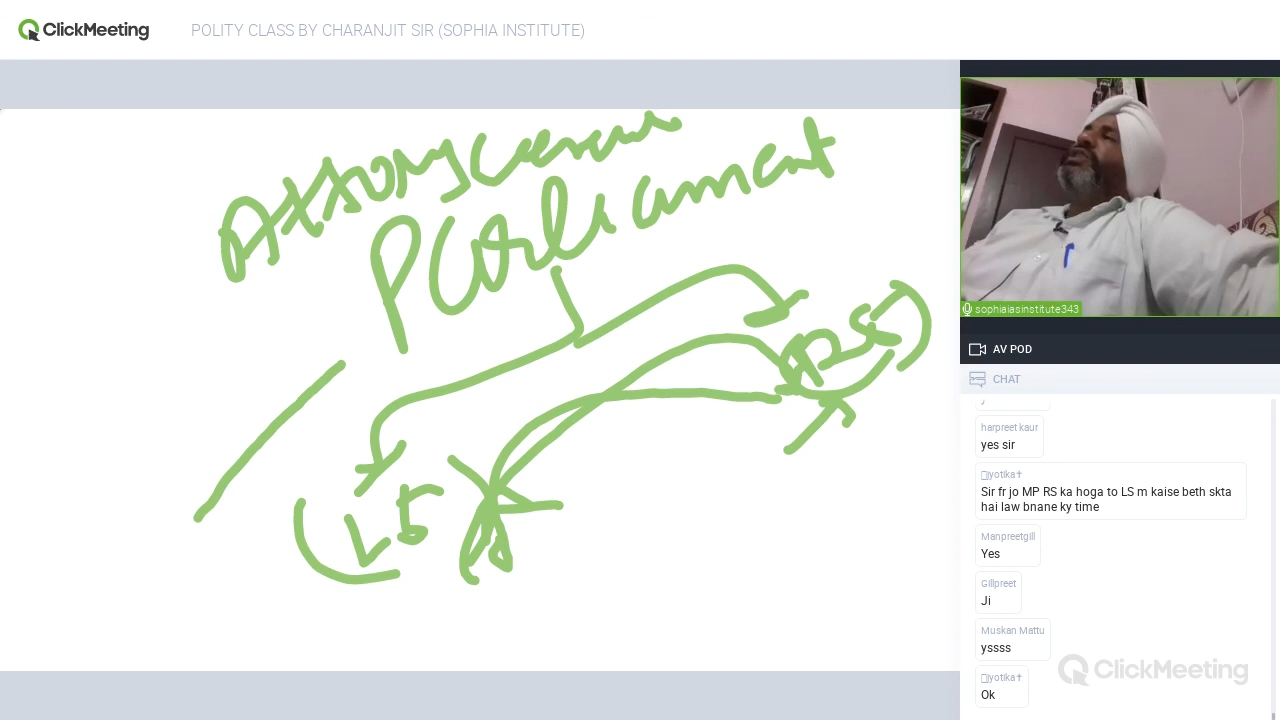 ClickMeeting
POLITY CLASS BY CHARANJIT SIR (SOPHIA INSTITUTE)
Parliament
(RS)
(LS)
sophiaiasinstitute343
AV POD
CHAT
harpreet kaur
yes sir
jyotika✝
Sir fr jo MP RS ka hoga to LS m kaise beth skta
hai law bnane ky time
Manpreetgill
Yes
Gillpreet
Ji
Muskan Mattu
yssss
jyotika✝
Ok
ClickMeeting